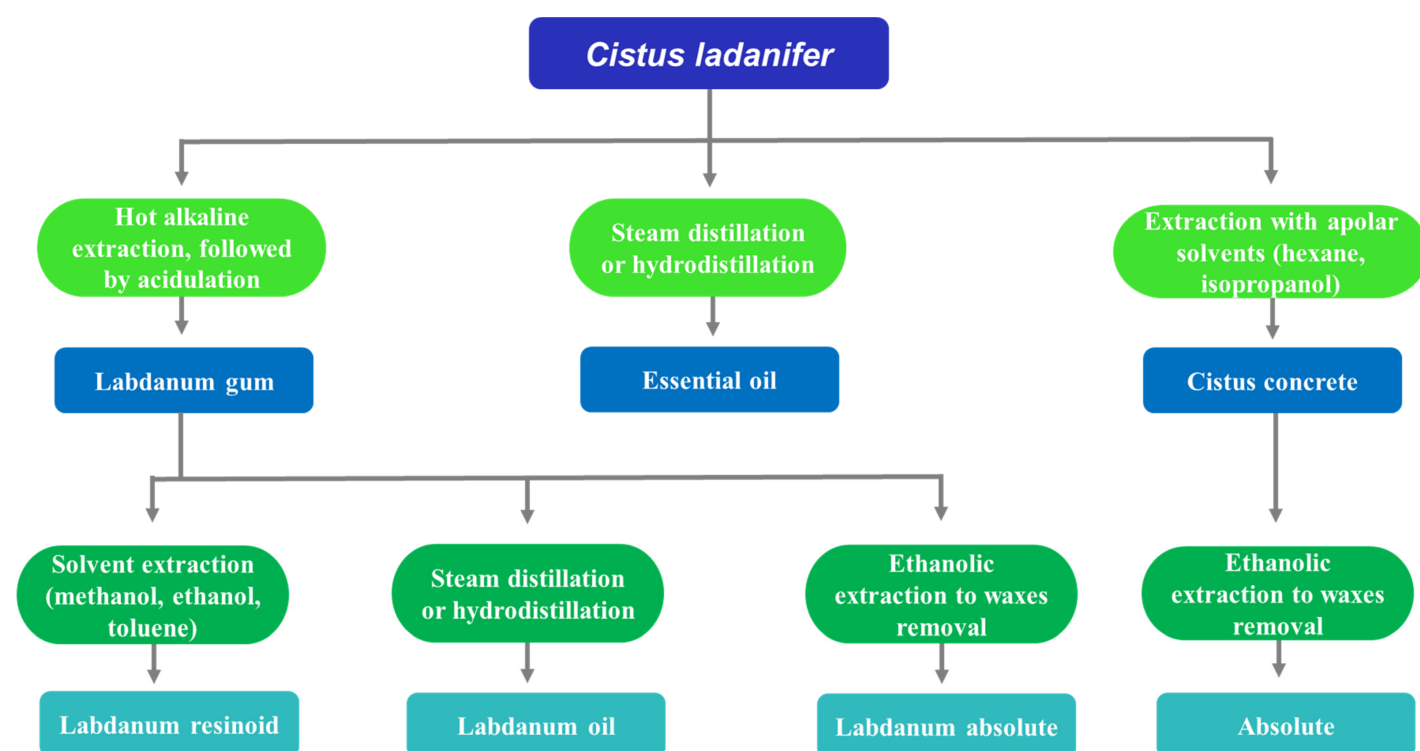 Cistus ladanifer
Hot alkaline
extraction, followed
by acidulation
Steam distillation
or hydrodistillation
Extraction with apolar
solvents (hexane,
isopropanol)
Labdanum gum
Essential oil
Cistus concrete
Solvent extraction
(methanol, ethanol,
toluene)
Steam distillation
or hydrodistillation
Ethanolic
extraction to waxes
removal
Ethanolic
extraction to waxes
removal
Labdanum resinoid
Labdanum oil
Labdanum absolute
Absolute